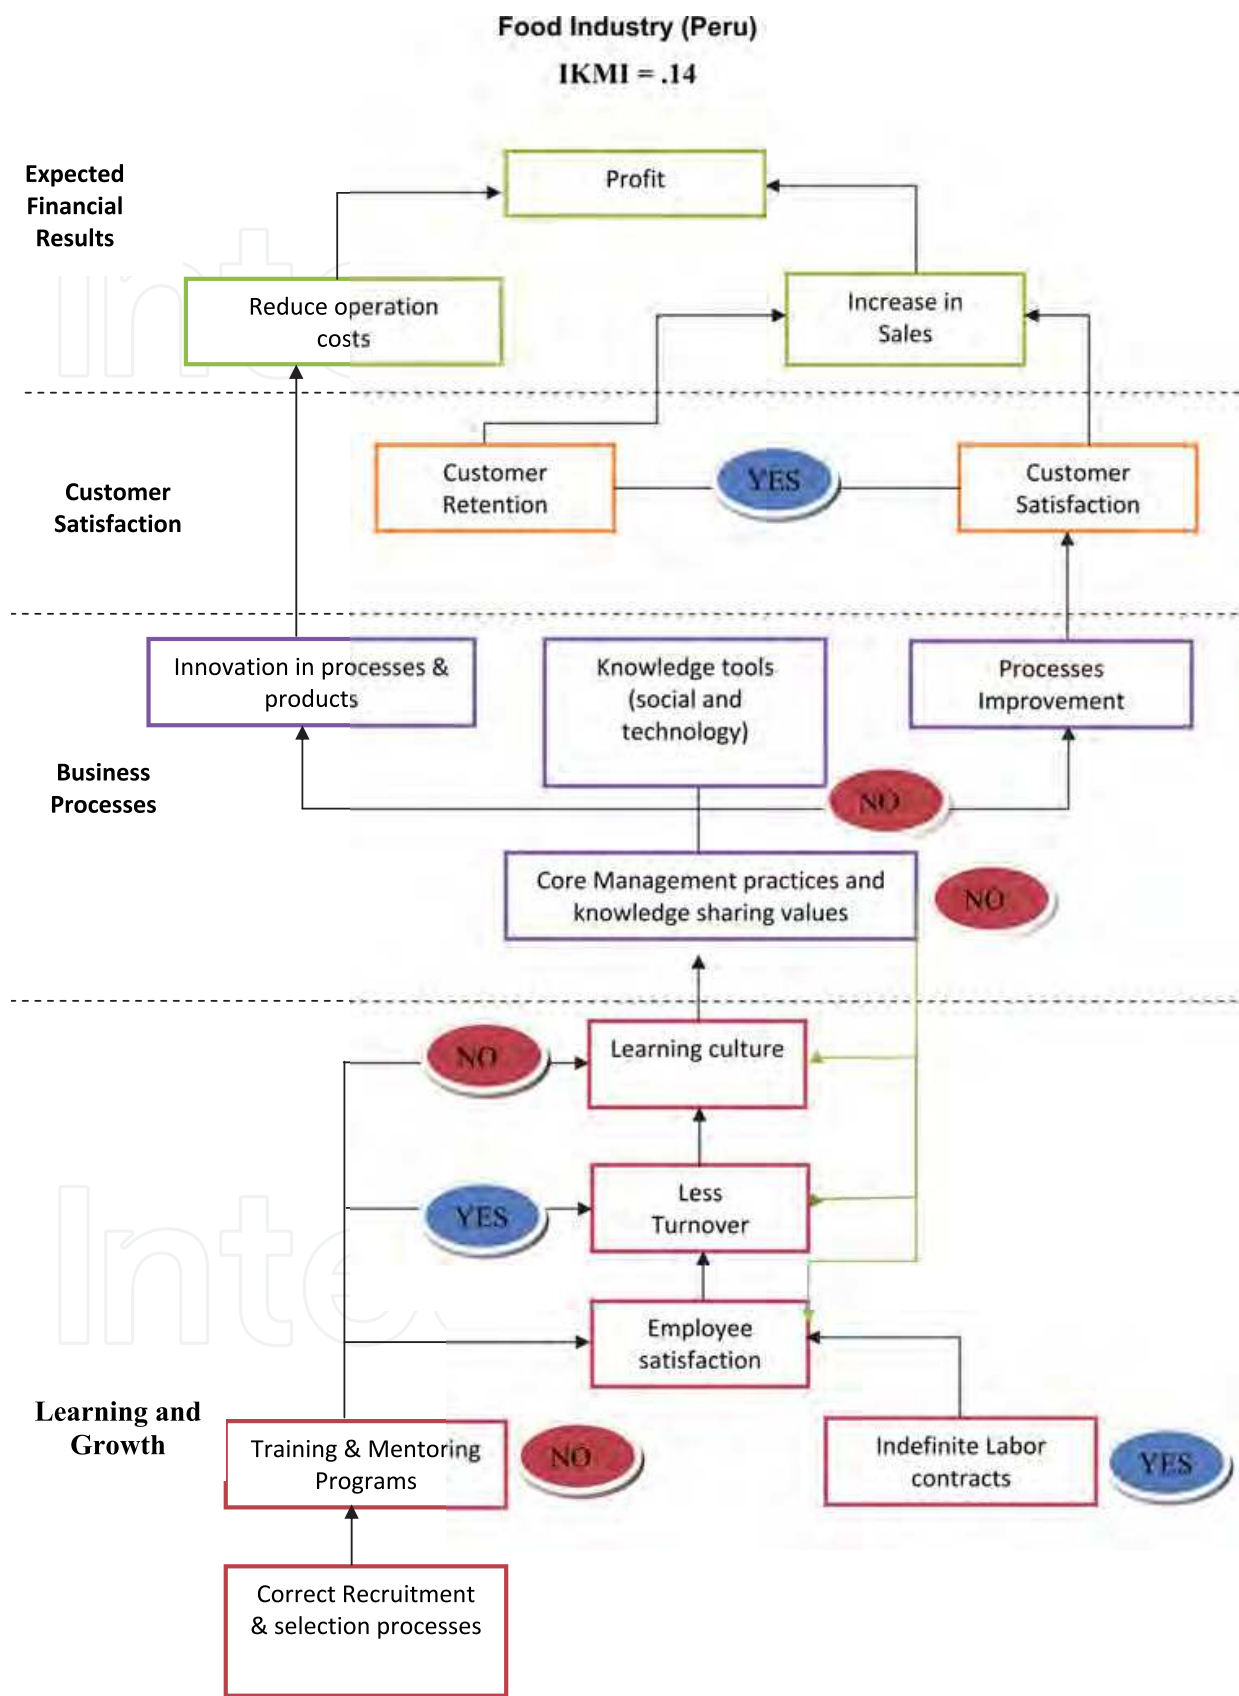 Food Industry (Peru)
IKMI = .14
Expected
Financial
Results
Profit
Reduce operation
costs
Increase in
Sales
Customer
Satisfaction
Customer
Retention
YES
Customer
Satisfaction
Innovation in processes &
products
Knowledge tools
(social and
technology)
Processes
Improvement
Business
Processes
NO
Core Management practices and
knowledge sharing values
NO
NO
Learning culture
YES
Less
Turnover
Employee
satisfaction
Learning and
Growth
Training & Mentoring
Programs
NO
Indefinite Labor
contracts
YES
Correct Recruitment
& selection processes
Inte
Inte